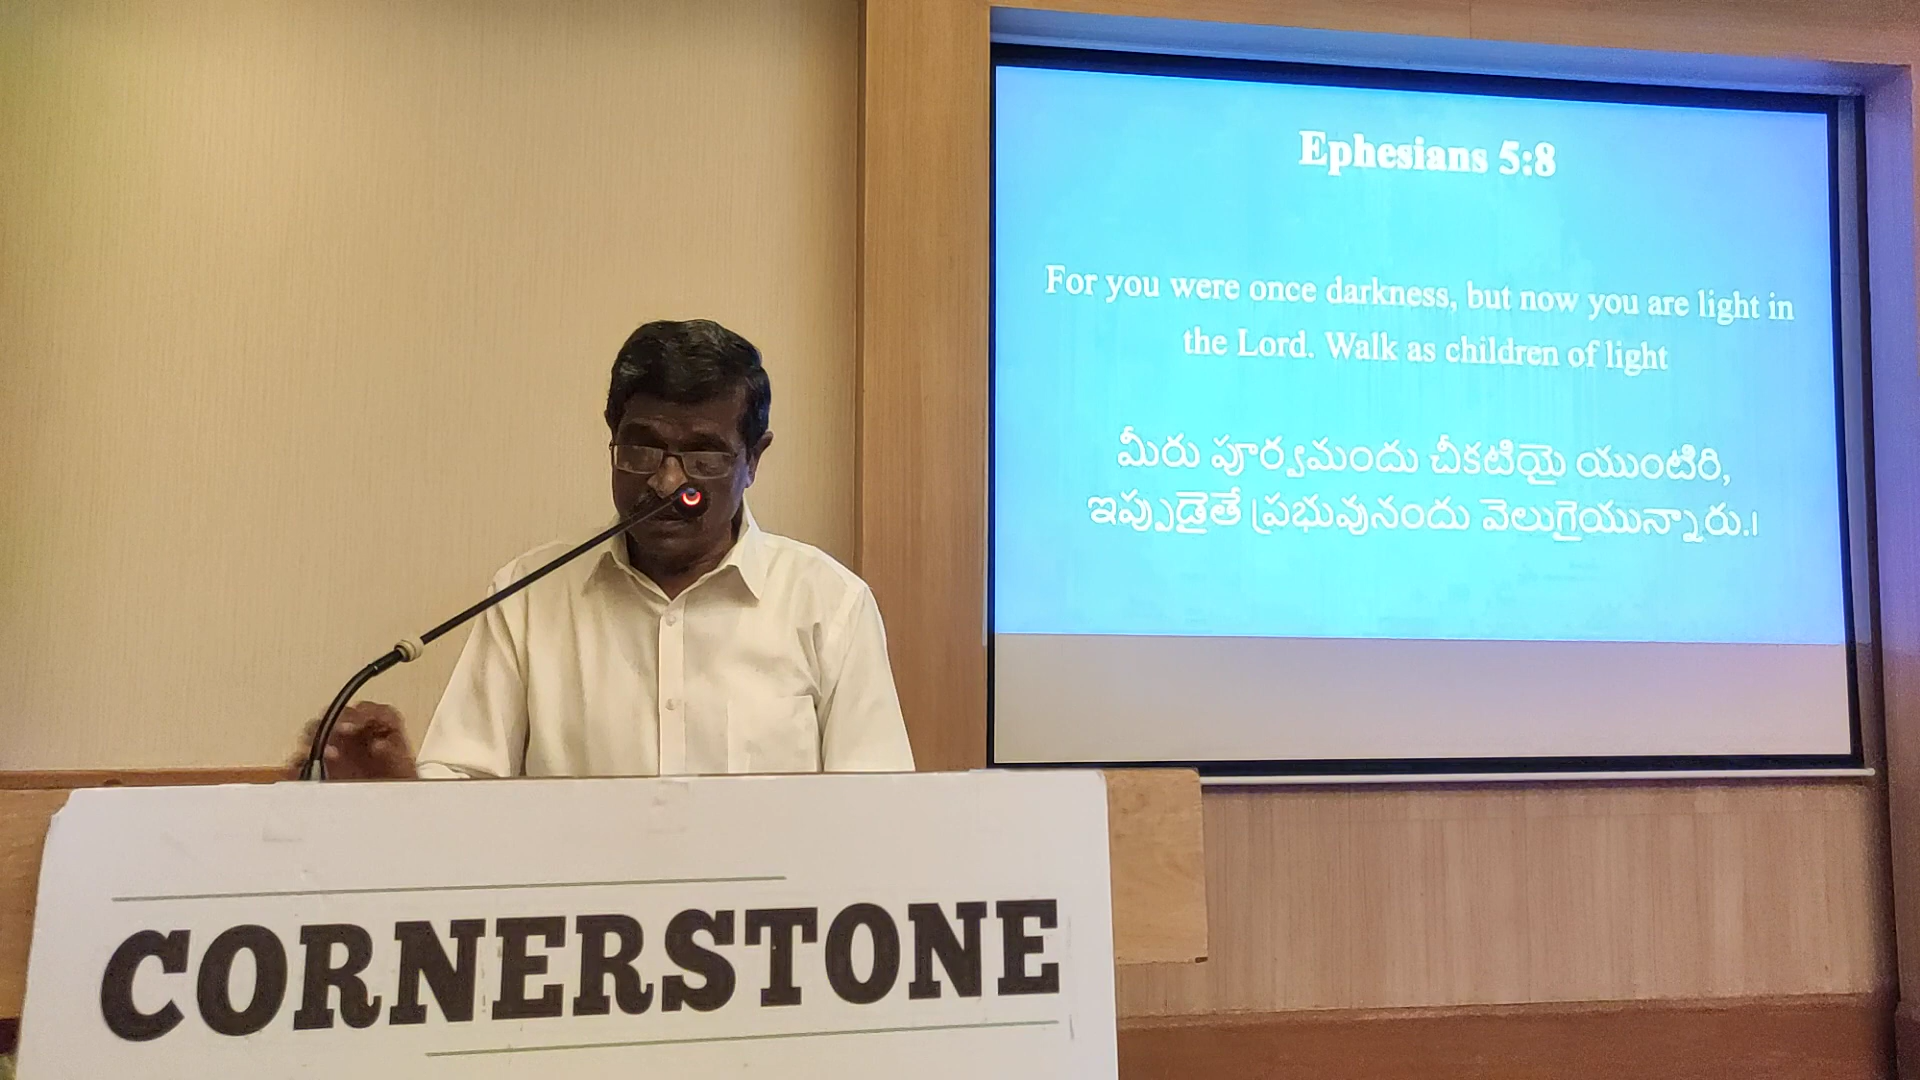 Ephesians 5:8
For you were once darkness, but now you are light in
the Lord. Walk as children of light
మీరు పూర్వమందు చీకటియై యుంటిరి,
ఇప్పుడైతే ప్రభువునందు వెలుగైయున్నారు.।
CORNERSTONE